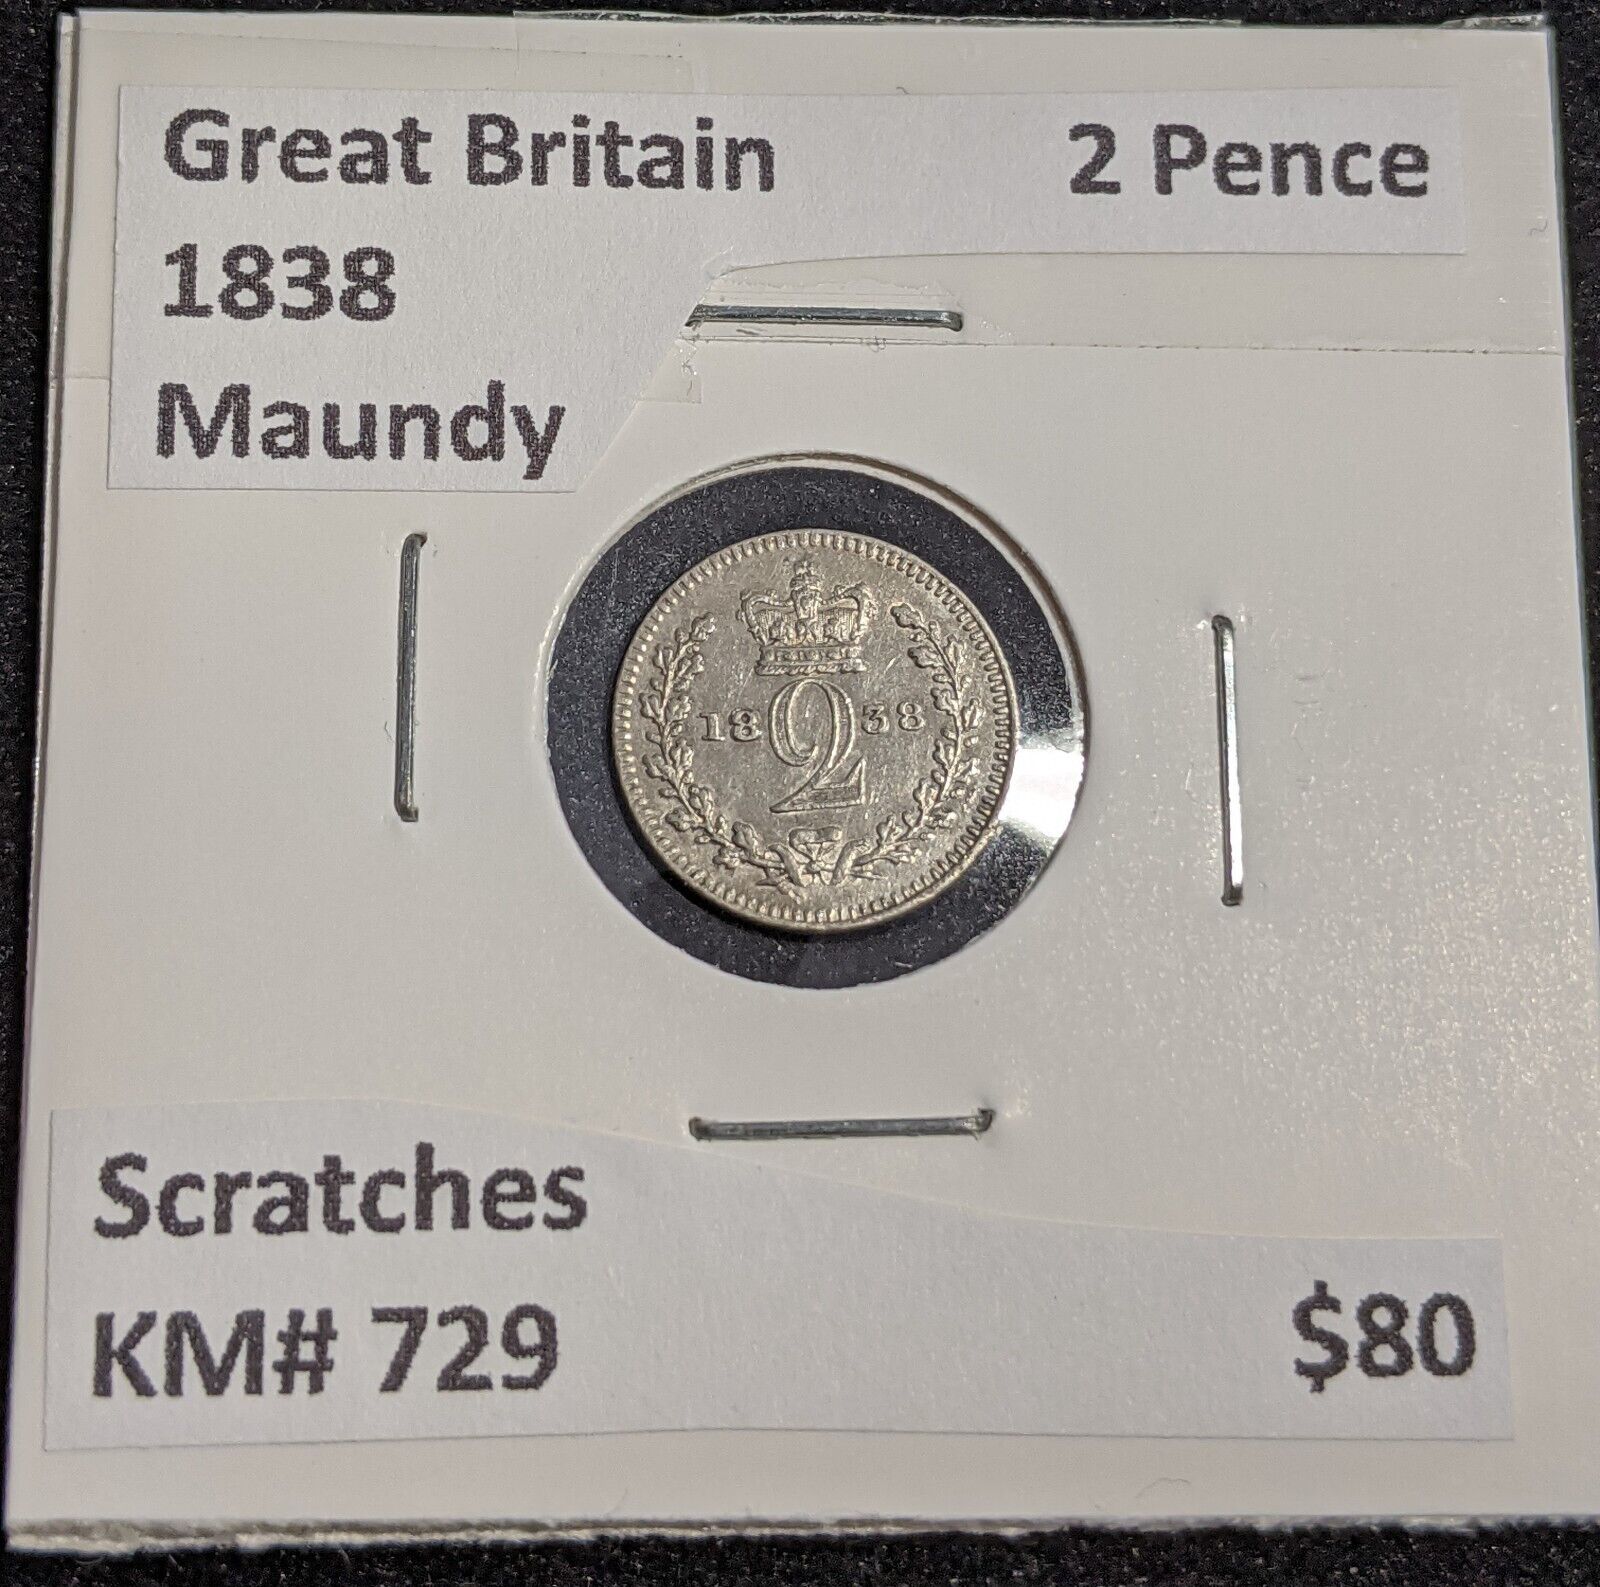 Great Britain 2 Pence
1838
Maundy
18 2 38
Scratches
KM# 729 $80